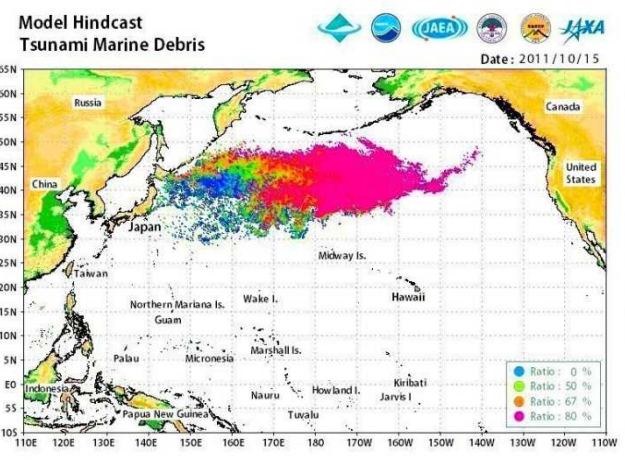 Model Hindcast
Tsunami Marine Debris
JAEA
JAXA
Date : 2011/10/15
65N
60N
55N
50N
45N
40N
35N
30N
25N
20N
15N
10N
5N
EO
5S
10S
Russia
Canada
China
United
States
Japan
Midway Is.
Taiwan
Hawaii
Northern Mariana Is.
Wake I.
Guam
Marshall Is.
Palau
Micronesia
Indonesia
Nauru
Howland I.
Kiribati
Jarvis I
Papua New Guinea
Tuvalu
Ratio : 0 %
Ratio : 50 %
Ratio : 67 %
Ratio : 80 %
110E 120E 130E 140E 150E 160E 170E 180 170W 160W 150W 140W 130W 120W 110W